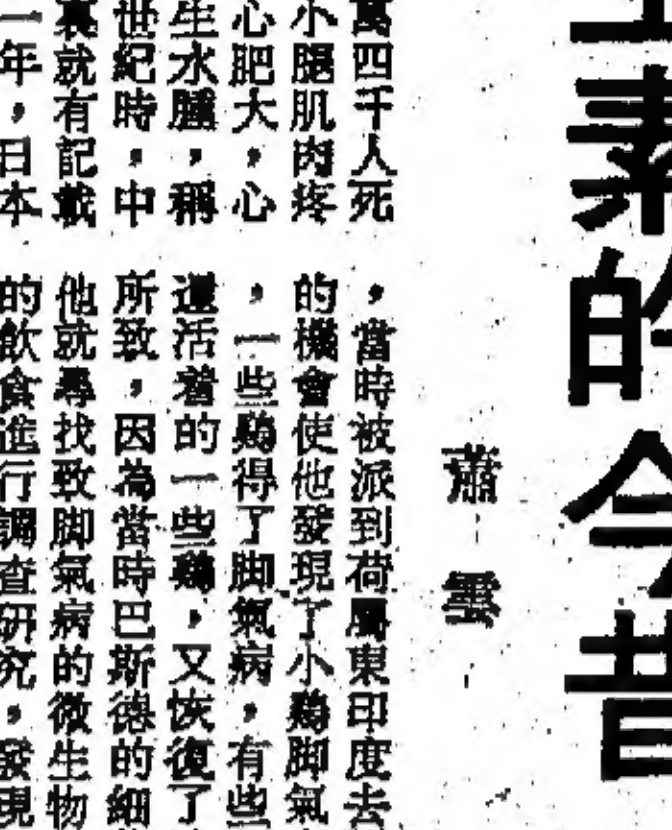 素的今昔
蕭雲
萬四千人死
小腿肌肉疼
心肥大，心
生水腫，稱
世紀時，中
裏就有記載
一年，日本
，當時被派到荷屬東印度去
的機會使他發現了小鷄脚氣
，一些鷄得了脚氣病，有些
還活着的一些鷄，又恢復了
所致，因為當時巴斯德的細
他就尋找致脚氣病的微生物
的飲食進行調查研究，發現